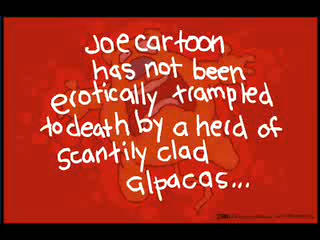 Joe cartoon
has not been
erotically trampled
to death by a herd of
scantily clad
alpacas...